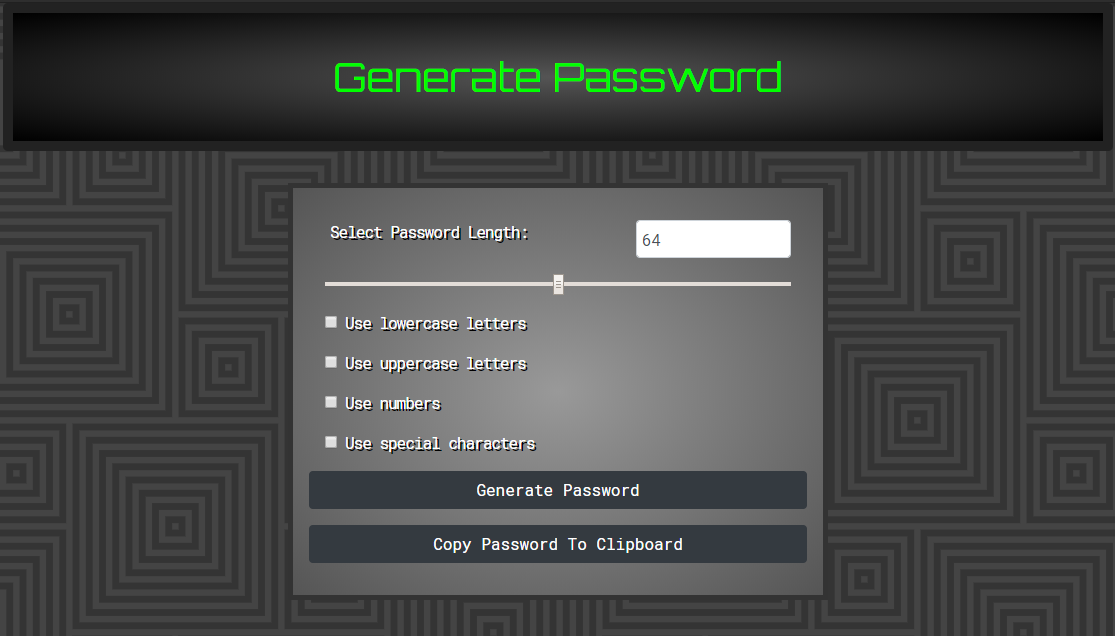 Generate Password
Select Password Length:
64
Use lowercase letters
Use uppercase letters
Use numbers
Use special characters
Generate Password
Copy Password To Clipboard